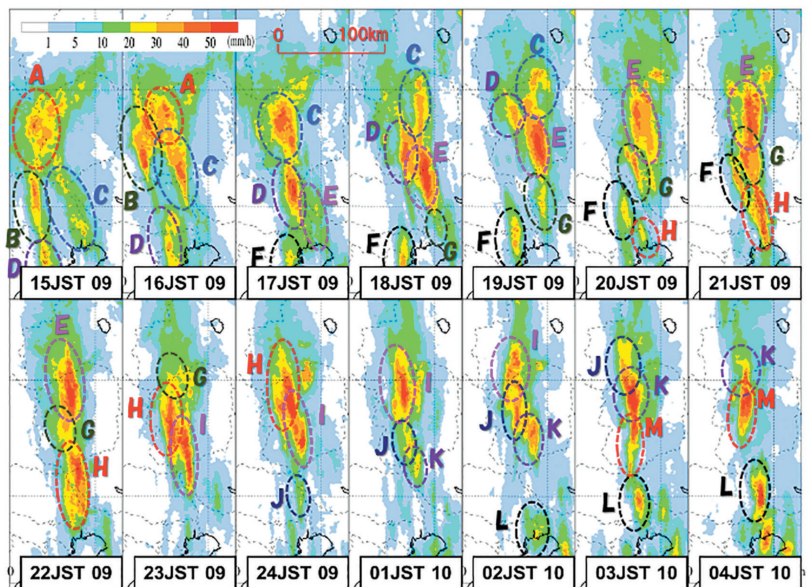 1 5 10 20 30 40 50 (mm/h)
0 100km
A
B
C
D
15JST 09
A
B
C
D
16JST 09
C
D
E
F
17JST 09
C
D
E
F
G
18JST 09
C
D
E
F
G
19JST 09
E
G
F
H
20JST 09
E
G
F
H
21JST 09
E
G
H
22JST 09
G
H
I
23JST 09
H
I
J
24JST 09
I
J
K
01JST 10
I
J
K
L
02JST 10
J
K
M
L
03JST 10
K
M
L
04JST 10